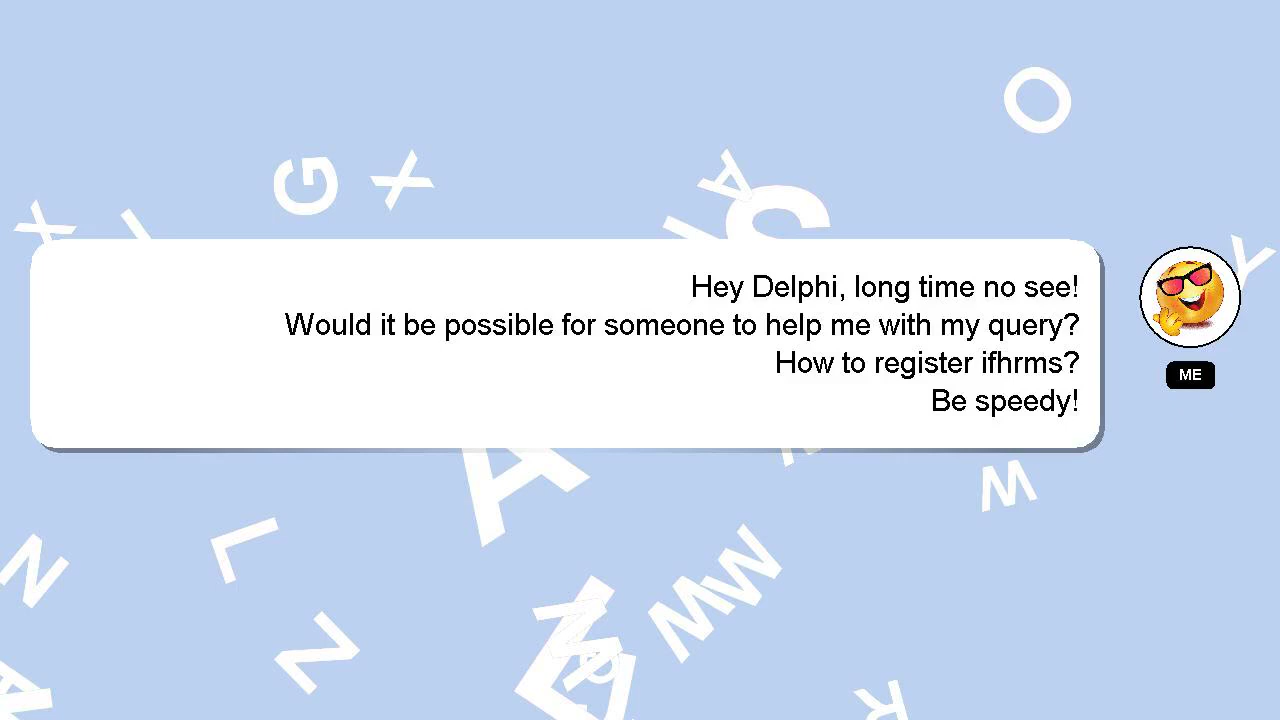 Hey Delphi, long time no see!
Would it be possible for someone to help me with my query?
How to register ifhrms?
Be speedy!
ME
O
G
X
A
X
I
I
C
Y
A
W
L
N
Z
W
M
Z
R
A